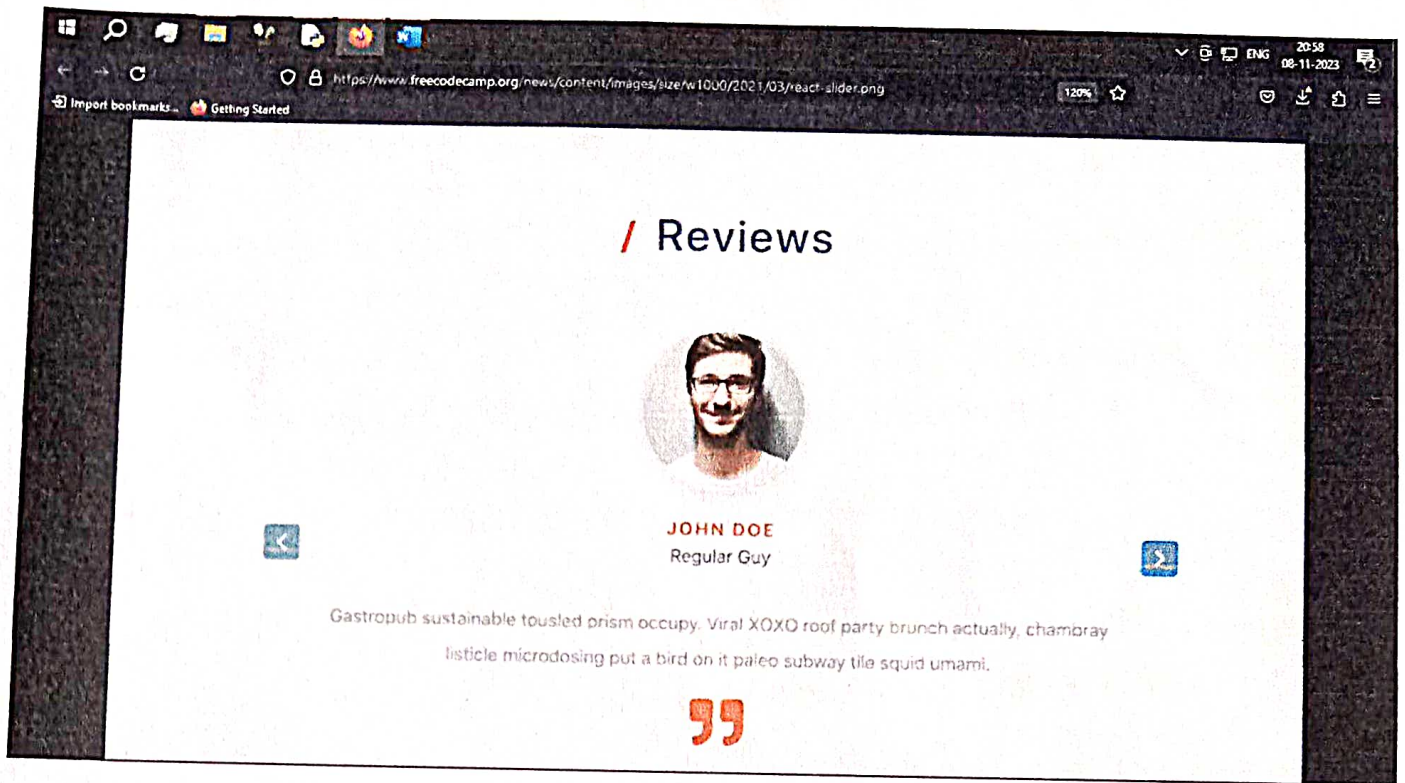 ENG
20:58
08-11-2023
https://www.freecodecamp.org/news/content/images/size/w1000/2021/03/react-slider.png
120%
Import bookmarks...
Getting Started
/ Reviews
JOHN DOE
Regular Guy
Gastropub sustainable tousled prism occupy. Viral XOXO roof party brunch actually, chambray
listicle microdosing put a bird on it paleo subway tile squid umami.
”